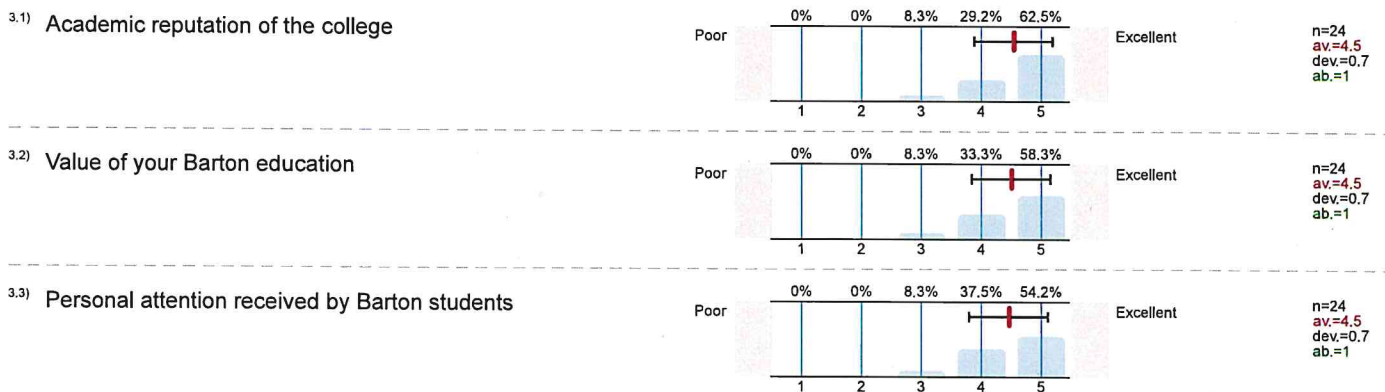 3.1) Academic reputation of the college
0% 0% 8.3% 29.2% 62.5%
Poor
Excellent
1 2 3 4 5
n=24
av.=4.5
dev.=0.7
ab.=1
3.2) Value of your Barton education
0% 0% 8.3% 33.3% 58.3%
Poor
Excellent
1 2 3 4 5
n=24
av.=4.5
dev.=0.7
ab.=1
3.3) Personal attention received by Barton students
0% 0% 8.3% 37.5% 54.2%
Poor
Excellent
1 2 3 4 5
n=24
av.=4.5
dev.=0.7
ab.=1